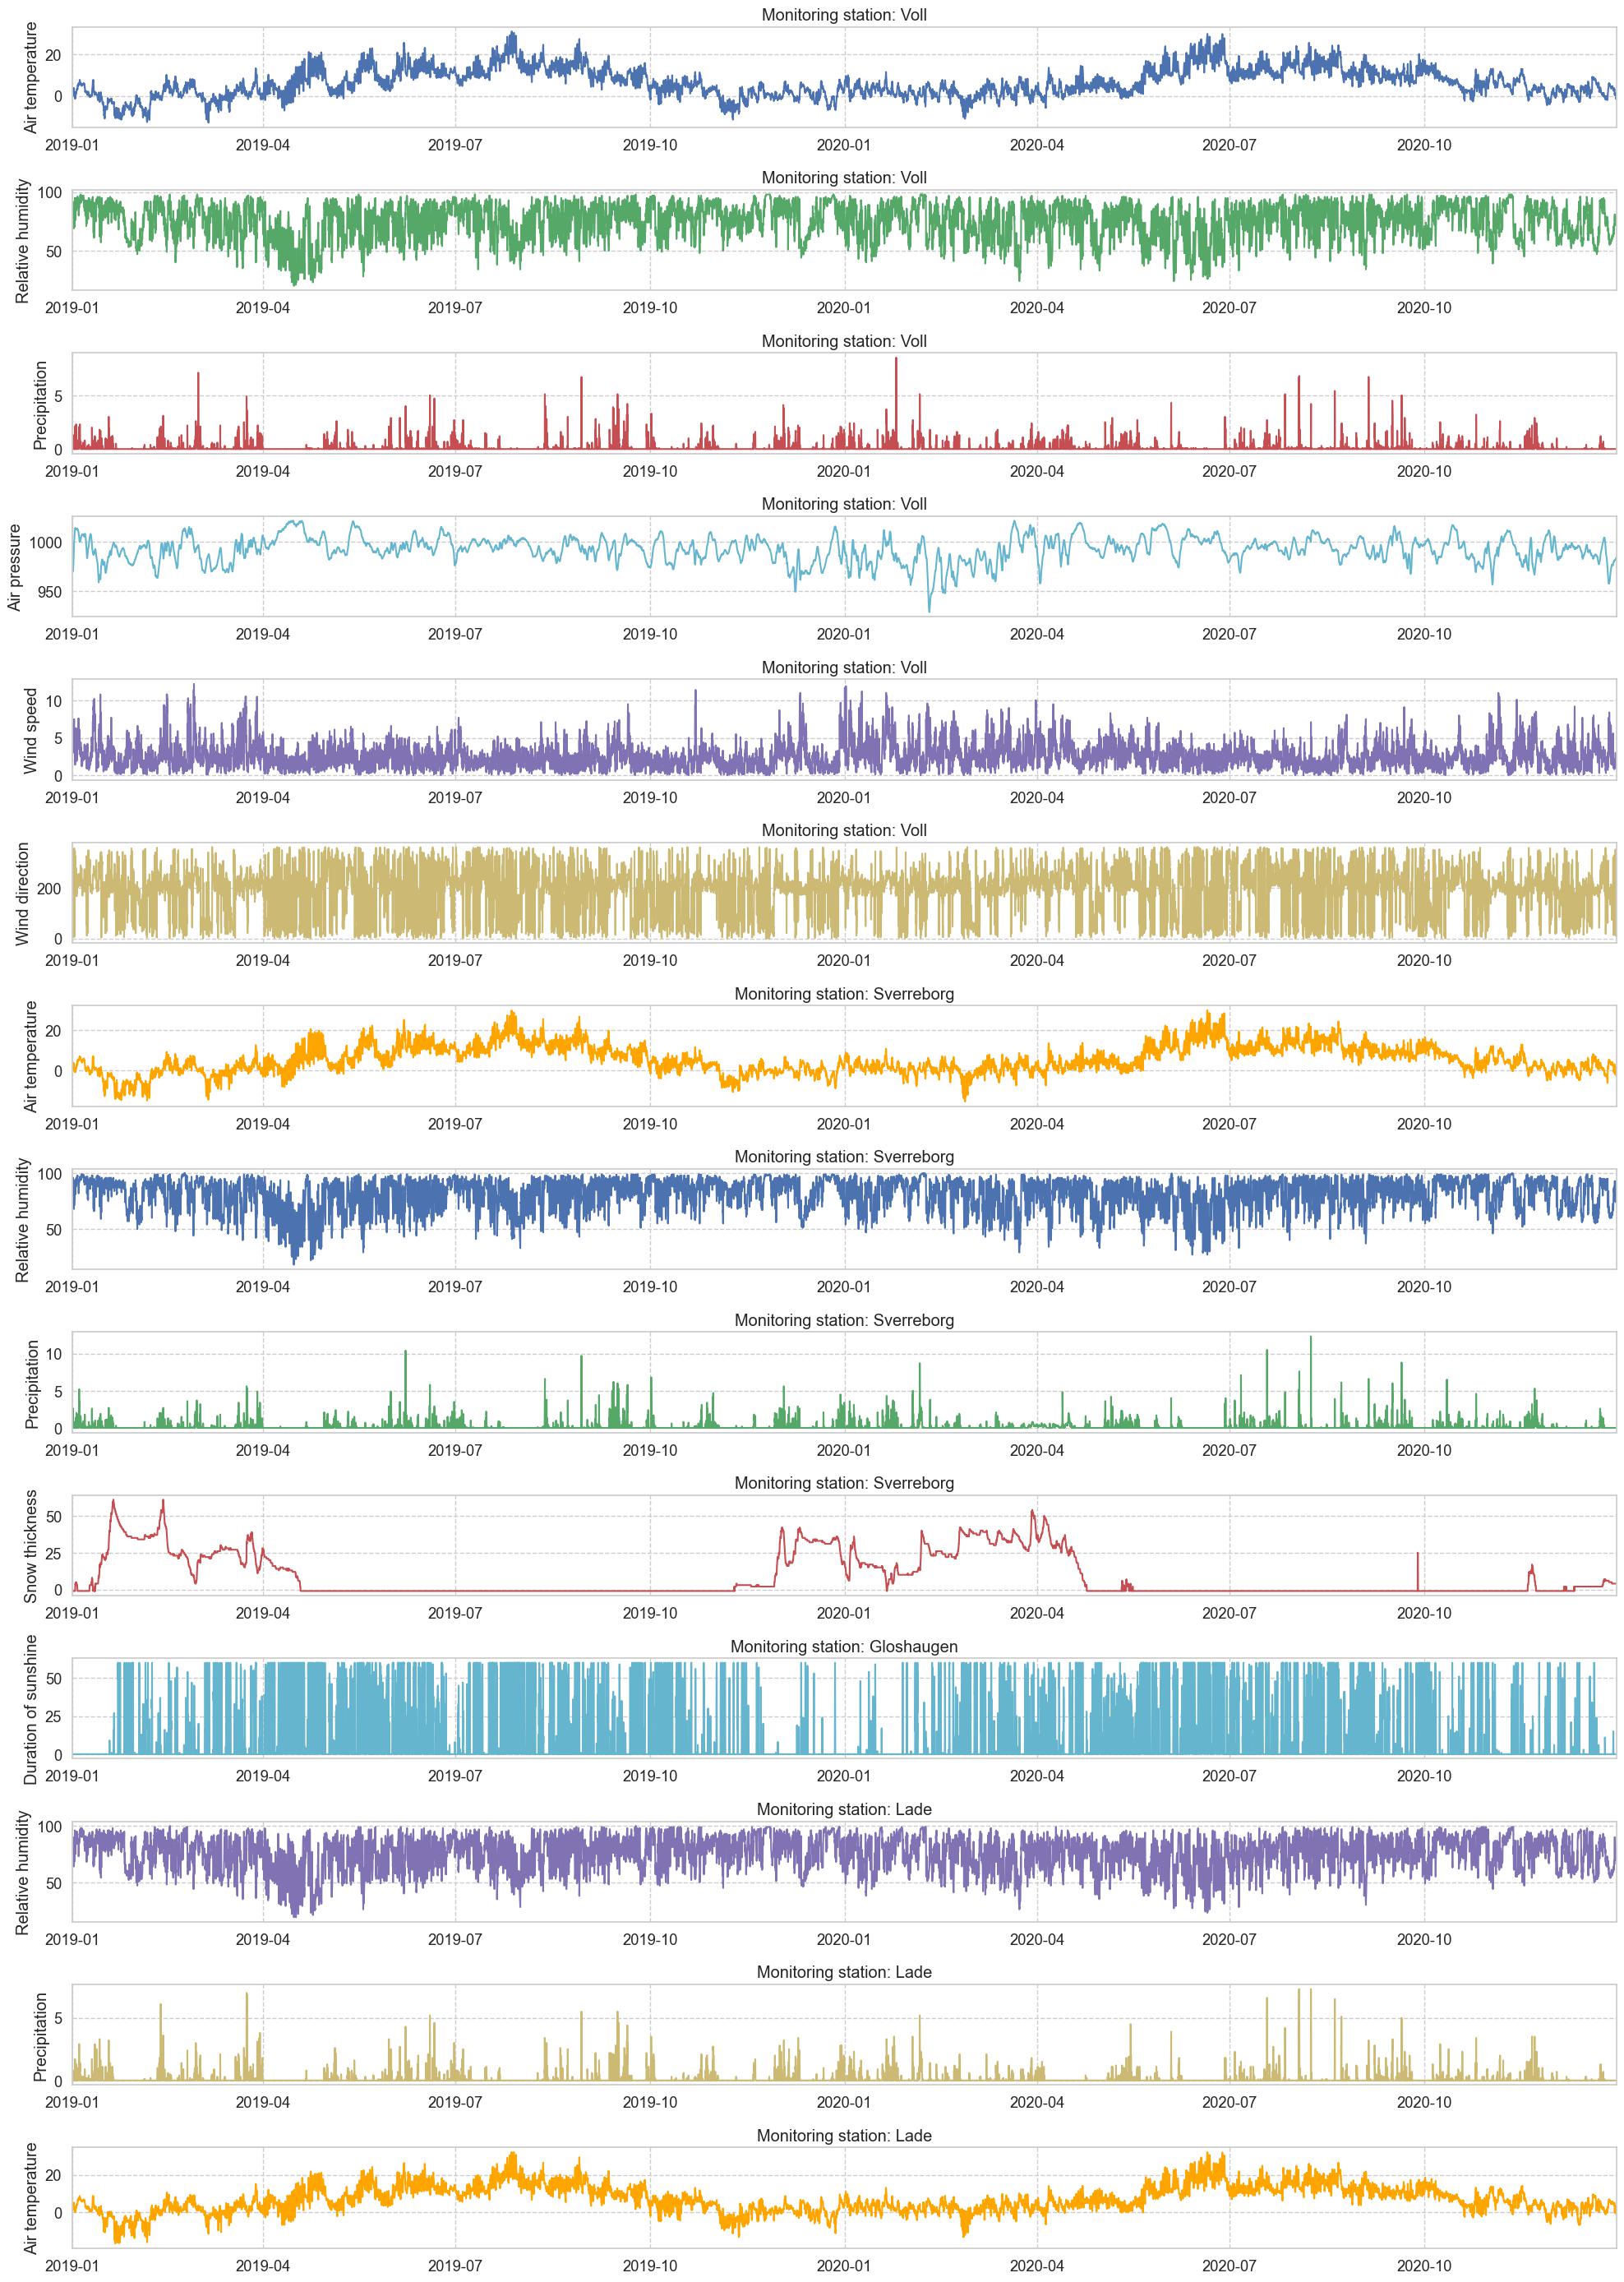 Monitoring station: Voll
Air temperature
20
0
2019-01 2019-04 2019-07 2019-10 2020-01 2020-04 2020-07 2020-10
Monitoring station: Voll
Relative humidity
100
50
2019-01 2019-04 2019-07 2019-10 2020-01 2020-04 2020-07 2020-10
Monitoring station: Voll
Precipitation
5
0
2019-01 2019-04 2019-07 2019-10 2020-01 2020-04 2020-07 2020-10
Monitoring station: Voll
Air pressure
1000
950
2019-01 2019-04 2019-07 2019-10 2020-01 2020-04 2020-07 2020-10
Monitoring station: Voll
Wind speed
10
5
0
2019-01 2019-04 2019-07 2019-10 2020-01 2020-04 2020-07 2020-10
Monitoring station: Voll
Wind direction
200
0
2019-01 2019-04 2019-07 2019-10 2020-01 2020-04 2020-07 2020-10
Monitoring station: Sverreborg
Air temperature
20
0
2019-01 2019-04 2019-07 2019-10 2020-01 2020-04 2020-07 2020-10
Monitoring station: Sverreborg
Relative humidity
100
50
2019-01 2019-04 2019-07 2019-10 2020-01 2020-04 2020-07 2020-10
Monitoring station: Sverreborg
Precipitation
10
5
0
2019-01 2019-04 2019-07 2019-10 2020-01 2020-04 2020-07 2020-10
Monitoring station: Sverreborg
Snow thickness
50
25
0
2019-01 2019-04 2019-07 2019-10 2020-01 2020-04 2020-07 2020-10
Monitoring station: Gloshaugen
Duration of sunshine
50
25
0
2019-01 2019-04 2019-07 2019-10 2020-01 2020-04 2020-07 2020-10
Monitoring station: Lade
Relative humidity
100
50
2019-01 2019-04 2019-07 2019-10 2020-01 2020-04 2020-07 2020-10
Monitoring station: Lade
Precipitation
5
0
2019-01 2019-04 2019-07 2019-10 2020-01 2020-04 2020-07 2020-10
Monitoring station: Lade
Air temperature
20
0
2019-01 2019-04 2019-07 2019-10 2020-01 2020-04 2020-07 2020-10